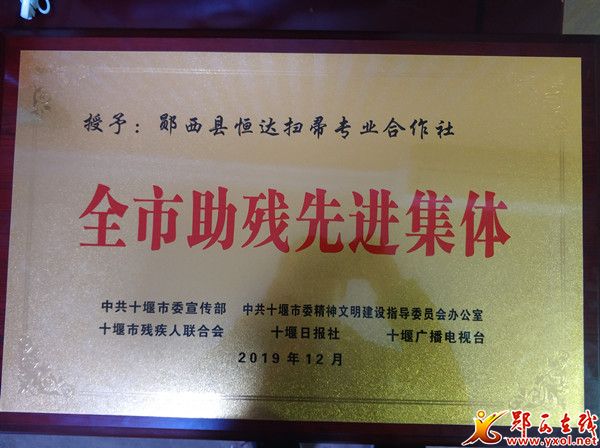 授予：郧西县恒达扫帚专业合作社
全市助残先进集体
中共十堰市委宣传部 中共十堰市委精神文明建设指导委员会办公室
十堰市残疾人联合会 十堰日报社 十堰广播电视台
2019年12月
郧西在线
www.yxol.net